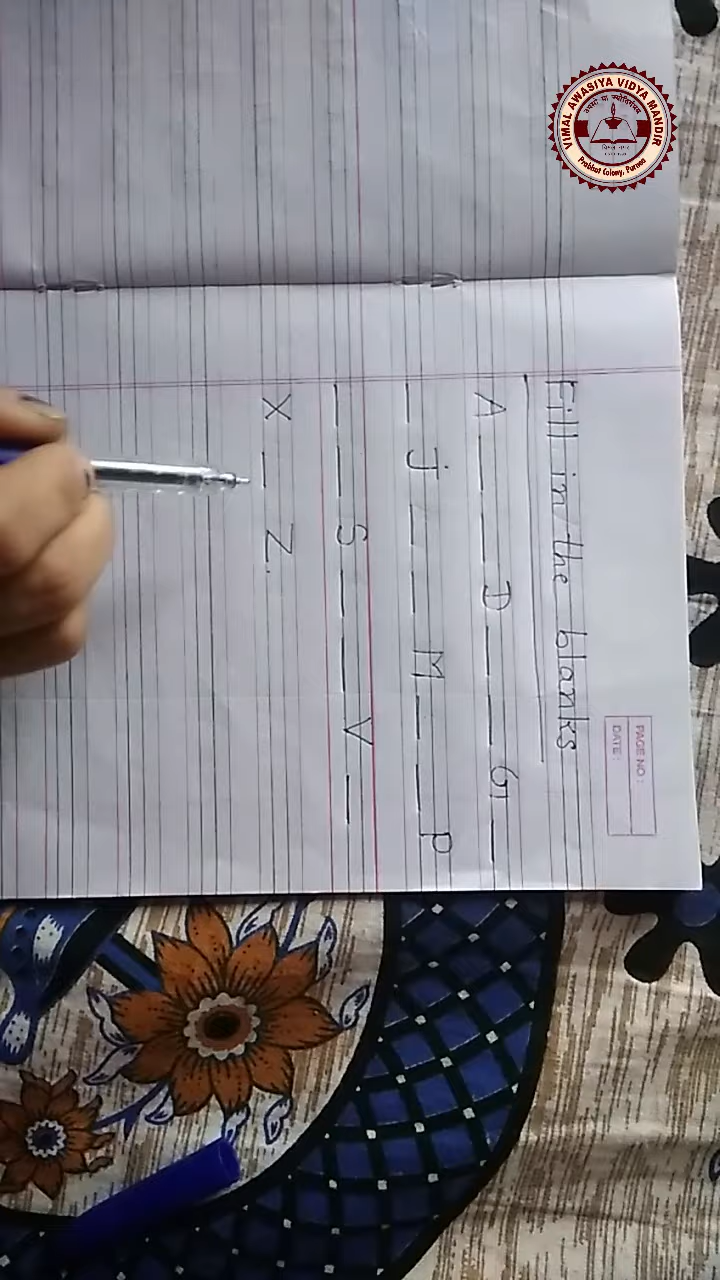 VIMAL AWASIYA VIDYA MANDIR
Prabhat Colony, Purnea
PAGE NO :
DATE :
Fill in the blanks
A _ _ D _ _ G _
_ J _ _ M _ _ P
_ _ S _ _ V _
X _ Z.